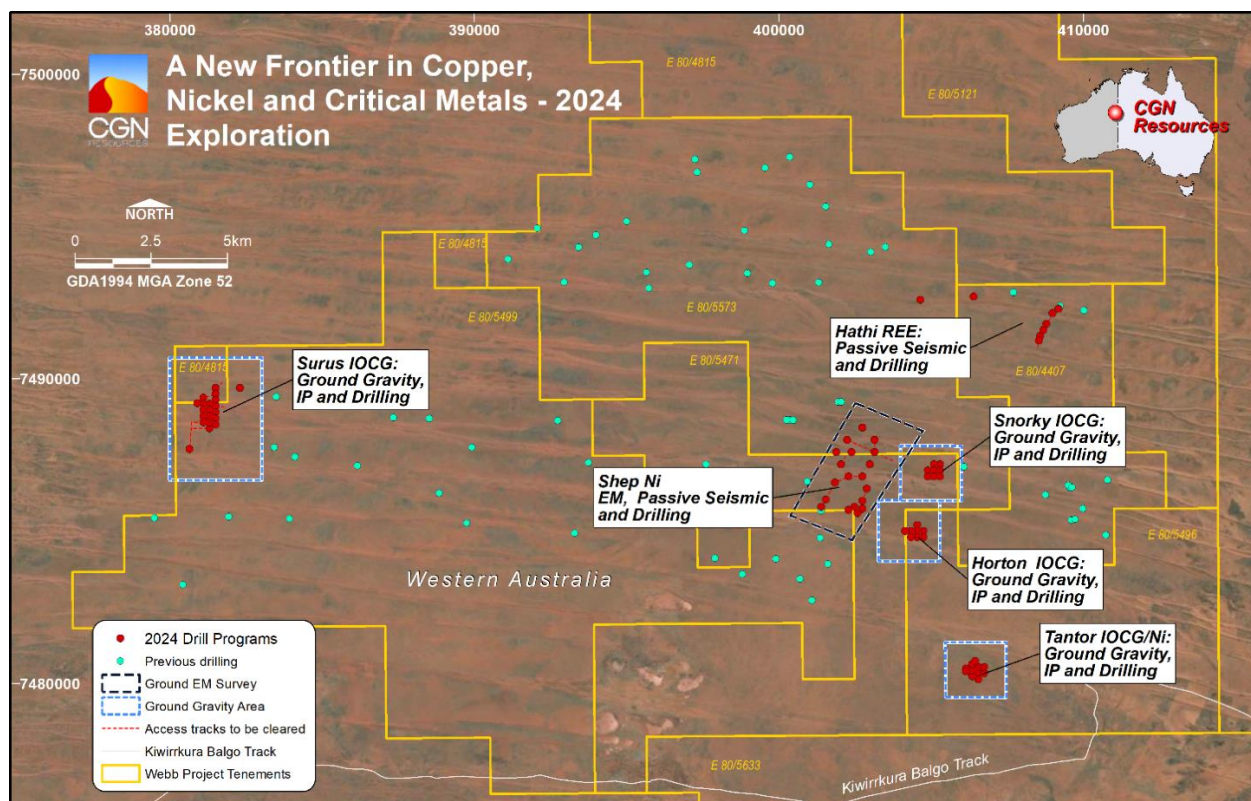 380000
390000
400000
410000
7500000
7490000
7480000
CGN
RESOURCES
A New Frontier in Copper,
Nickel and Critical Metals - 2024
Exploration
NORTH
0 2.5 5km
GDA1994 MGA Zone 52
CGN
Resources
E 80/4815
E 80/5121
E 80/4815
E 80/5499
E 80/5573
E 80/4815
E 80/5471
E 80/4407
E 80/5496
E 80/5633
Hathi REE:
Passive Seismic
and Drilling
Surus IOCG:
Ground Gravity,
IP and Drilling
Snorky IOCG:
Ground Gravity,
IP and Drilling
Shep Ni
EM, Passive Seismic
and Drilling
Horton IOCG:
Ground Gravity,
IP and Drilling
Tantor IOCG/Ni:
Ground Gravity,
IP and Drilling
Western Australia
Kiwirrkura Balgo Track
2024 Drill Programs
Previous drilling
Ground EM Survey
Ground Gravity Area
Access tracks to be cleared
Kiwirrkura Balgo Track
Webb Project Tenements